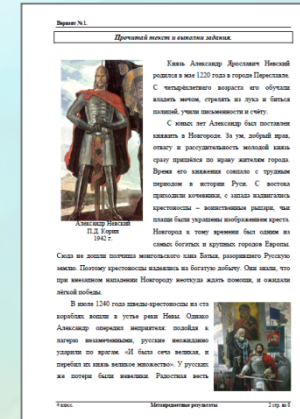 Вариант №1.
Прочитай текст и выполни задания.
Князь Александр Ярославич Невский
родился в мае 1220 года в городе Переславле.
С четырёхлетнего возраста его обучали
владеть мечом, стрелять из лука и биться
палицей, учили письменности и счёту.
С юных лет Александр был поставлен
княжить в Новгороде. За ум, добрый нрав,
отвагу и рассудительность молодой князь
сразу пришёлся по нраву жителям города.
Время его княжения совпало с трудным
периодом в истории Руси. С востока
приходили кочевники, с запада надвигались
крестоносцы – воинственные рыцари, чьи
плащи были украшены изображением креста.
Новгород к тому времени был одним из
самых богатых и крупных городов Европы.
Александр Невский
П.Д. Корин
1942 г.
Сюда не дошли полчища монгольского хана Батыя, разорившего Русскую
землю. Поэтому крестоносцы надеялись на богатую добычу. Они знали, что
при внезапном нападении Новгороду неоткуда ждать помощи, и ожидали
лёгкой победы.
В июле 1240 года шведы-крестоносцы на ста
кораблях вошли в устье реки Невы. Однако
Александр опередил неприятеля: подойдя к
лагерю незамеченными, русские неожиданно
ударили по врагам. «И была сеча великая, и
перебил их князь великое множество». У русских
же потери были невелики. Радостная весть
4 класс.
Метапредметные результаты
2 стр. из 8